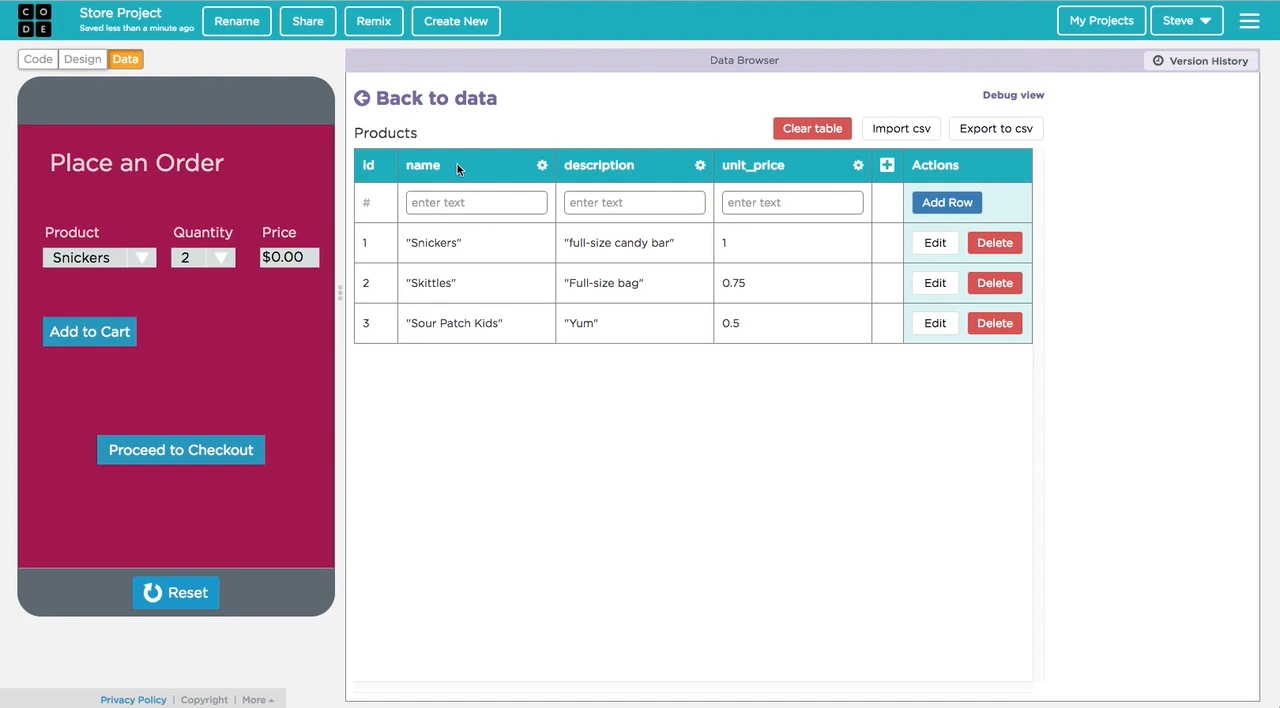 C O D E
Store Project
Saved less than a minute ago
Rename
Share
Remix
Create New
My Projects
Steve
Code
Design
Data
Data Browser
Version History
Place an Order
Product
Quantity
Price
Snickers
2
$0.00
Add to Cart
Proceed to Checkout
Reset
Back to data
Debug view
Products
Clear table
Import csv
Export to csv
id name description unit_price Actions
# enter text enter text enter text Add Row
1 "Snickers" "full-size candy bar" 1 Edit Delete
2 "Skittles" "Full-size bag" 0.75 Edit Delete
3 "Sour Patch Kids" "Yum" 0.5 Edit Delete
Privacy Policy | Copyright | More